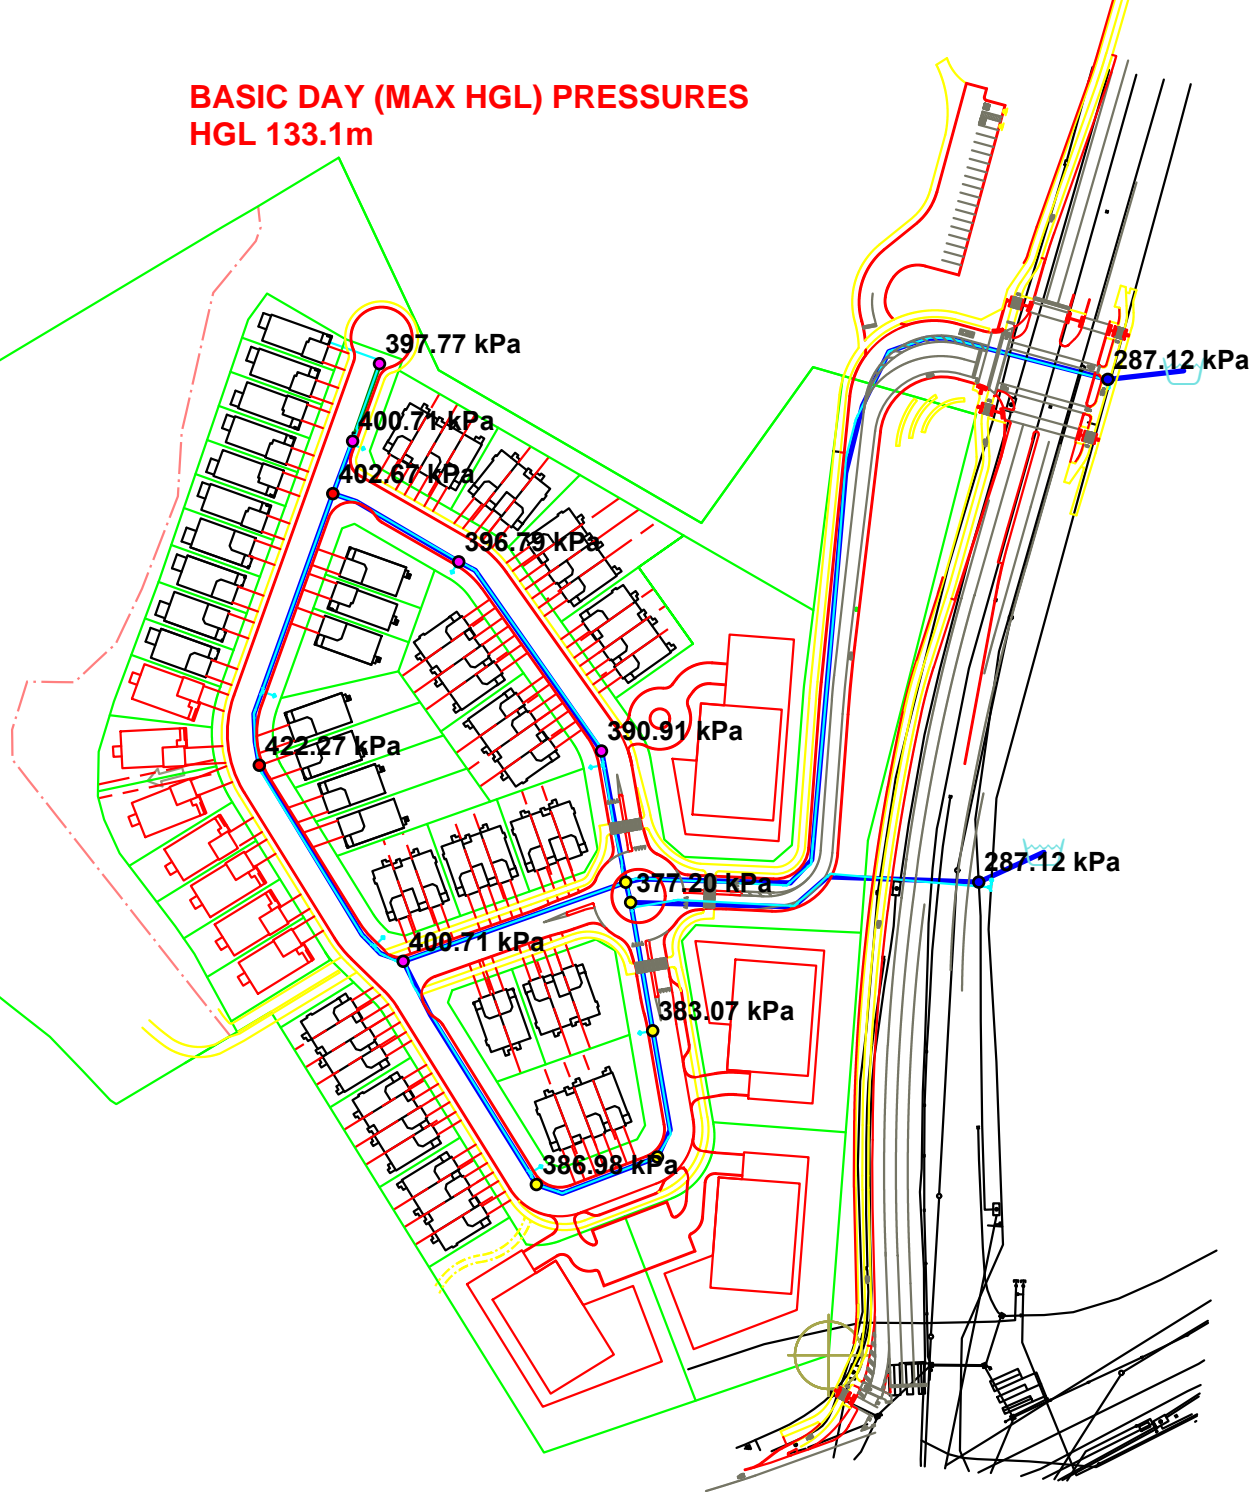 BASIC DAY (MAX HGL) PRESSURES
HGL 133.1m
397.77 kPa
287.12 kPa
400.71 kPa
402.67 kPa
396.79 kPa
390.91 kPa
422.27 kPa
287.12 kPa
377.20 kPa
400.71 kPa
383.07 kPa
386.98 kPa